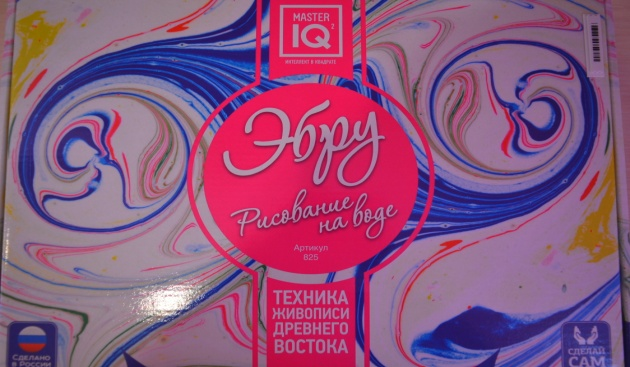 MASTER
IQ2
ИНТЕЛЛЕКТ В КВАДРАТЕ
Эбру
Рисование
на воде
Артикул
825
ТЕХНИКА
ЖИВОПИСИ
ДРЕВНЕГО
ВОСТОКА
СДЕЛАНО
В РОССИИ
СДЕЛАЙ
САМ